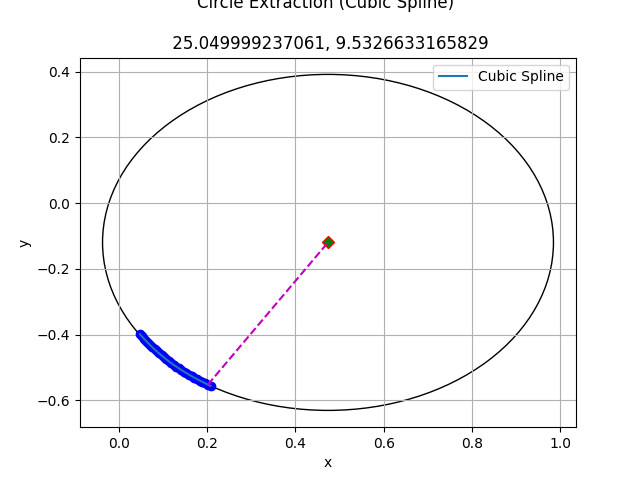 Circle Extraction (Cubic Spline)
25.049999237061, 9.5326633165829
Cubic Spline
0.4
0.2
0.0
−0.2
−0.4
−0.6
y
0.0 0.2 0.4 0.6 0.8 1.0
x